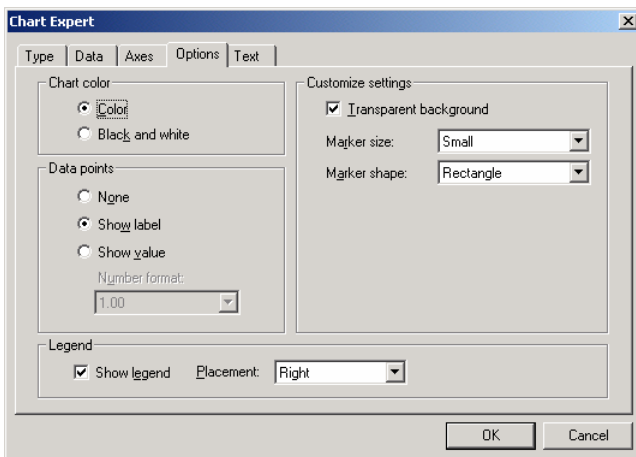 Chart Expert
Type Data Axes Options Text
Chart color
Color
Black and white
Data points
None
Show label
Show value
Number format:
1.00
Customize settings
Transparent background
Marker size: Small
Marker shape: Rectangle
Legend
Show legend Placement: Right
OK Cancel